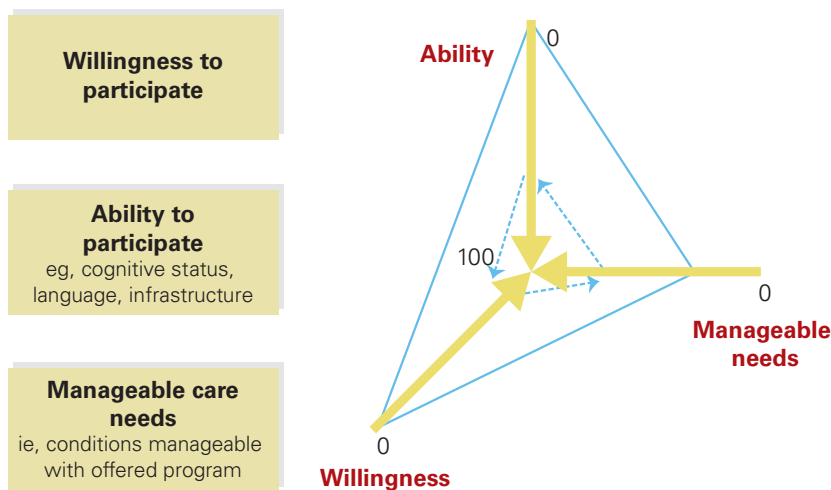 Willingness to
participate
Ability to
participate
eg, cognitive status,
language, infrastructure
Manageable care
needs
ie, conditions manageable
with offered program
Ability
0
100
0
Manageable
needs
0
Willingness